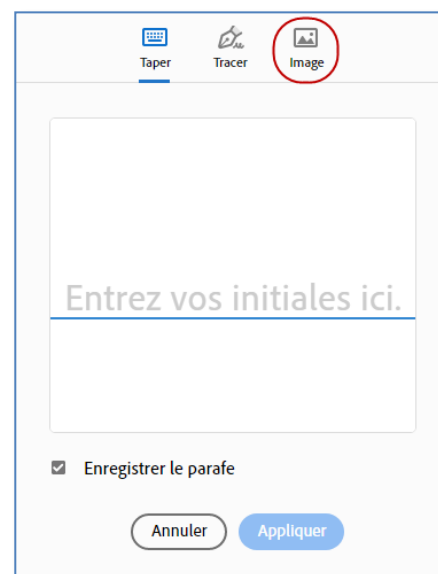 Taper Tracer Image
Entrez vos initiales ici.
Enregistrer le parafe
Annuler Appliquer